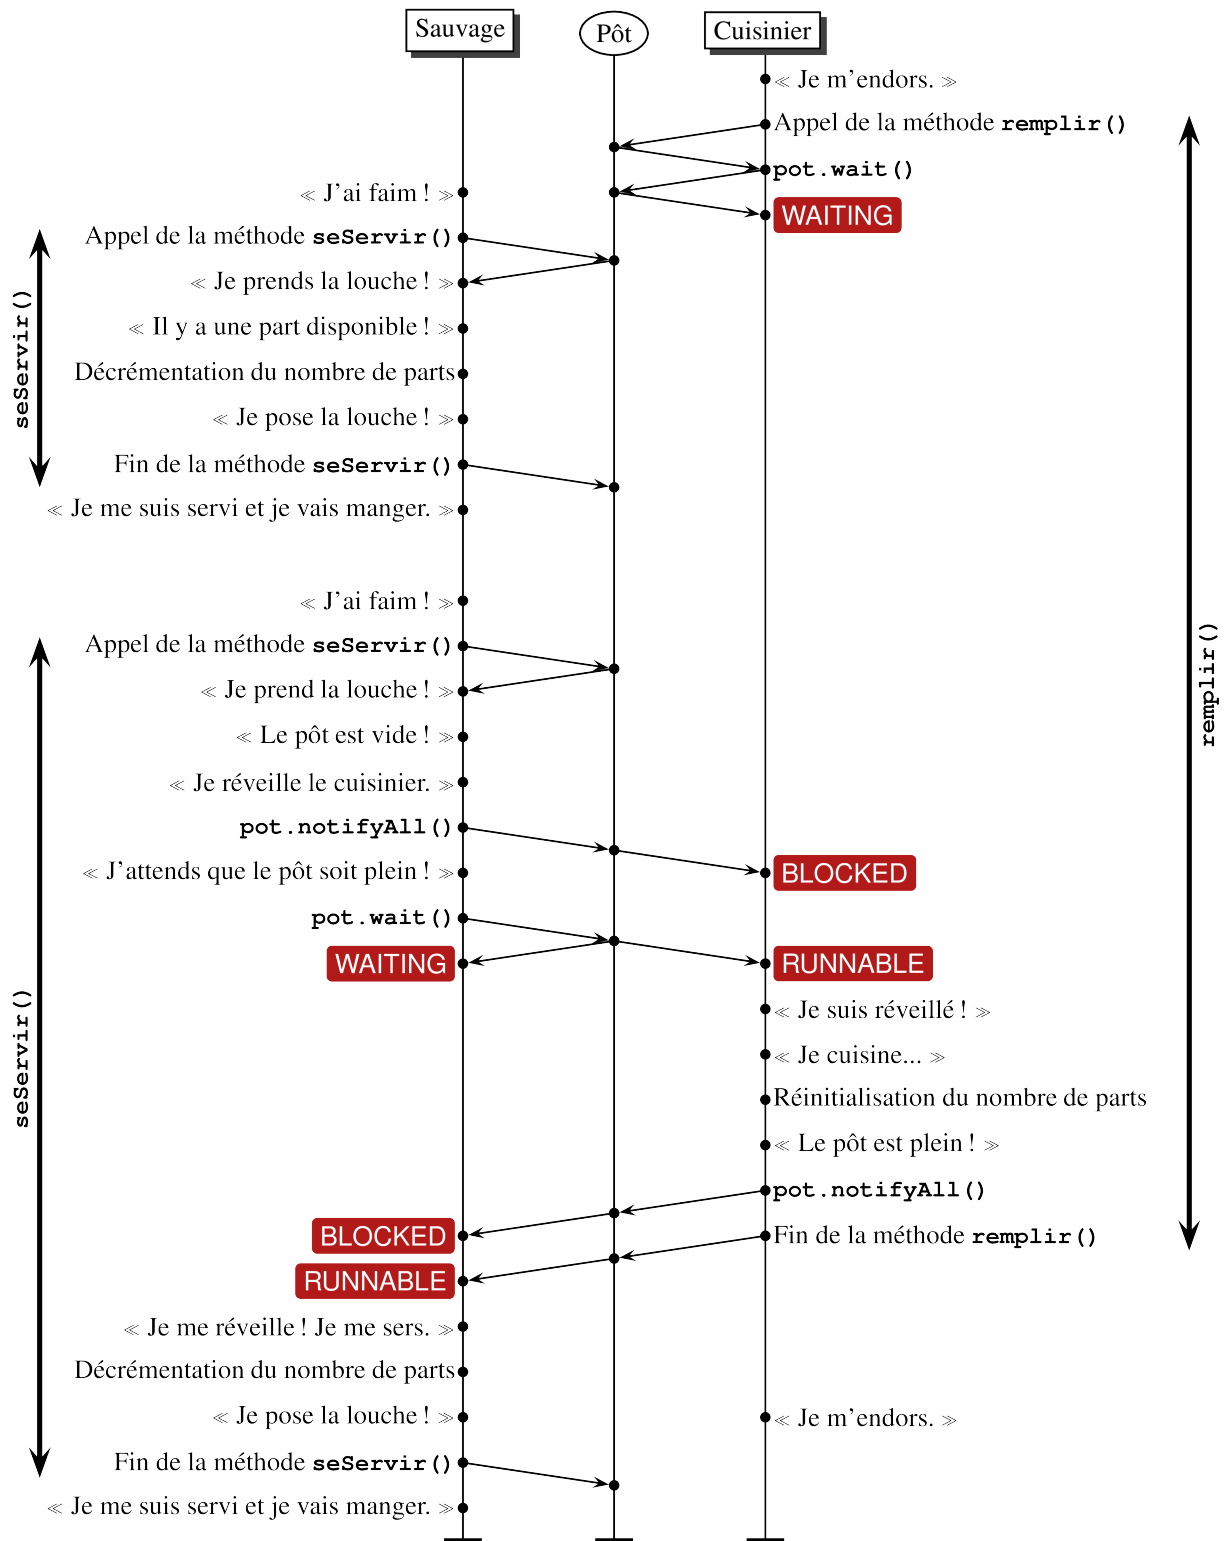 Sauvage
Pôt
Cuisinier
« Je m’endors. »
Appel de la méthode remplir()
pot.wait()
« J’ai faim ! »
WAITING
Appel de la méthode seServir()
« Je prends la louche ! »
« Il y a une part disponible ! »
seServir()
Décrémentation du nombre de parts
« Je pose la louche ! »
Fin de la méthode seServir()
« Je me suis servi et je vais manger. »
« J’ai faim ! »
Appel de la méthode seServir()
remplir()
« Je prend la louche ! »
« Le pôt est vide ! »
« Je réveille le cuisinier. »
pot.notifyAll()
« J’attends que le pôt soit plein ! »
BLOCKED
pot.wait()
WAITING
RUNNABLE
« Je suis réveillé ! »
seServir()
« Je cuisine... »
Réinitialisation du nombre de parts
« Le pôt est plein ! »
pot.notifyAll()
BLOCKED
Fin de la méthode remplir()
RUNNABLE
« Je me réveille ! Je me sers. »
Décrémentation du nombre de parts
« Je pose la louche ! »
« Je m’endors. »
Fin de la méthode seServir()
« Je me suis servi et je vais manger. »